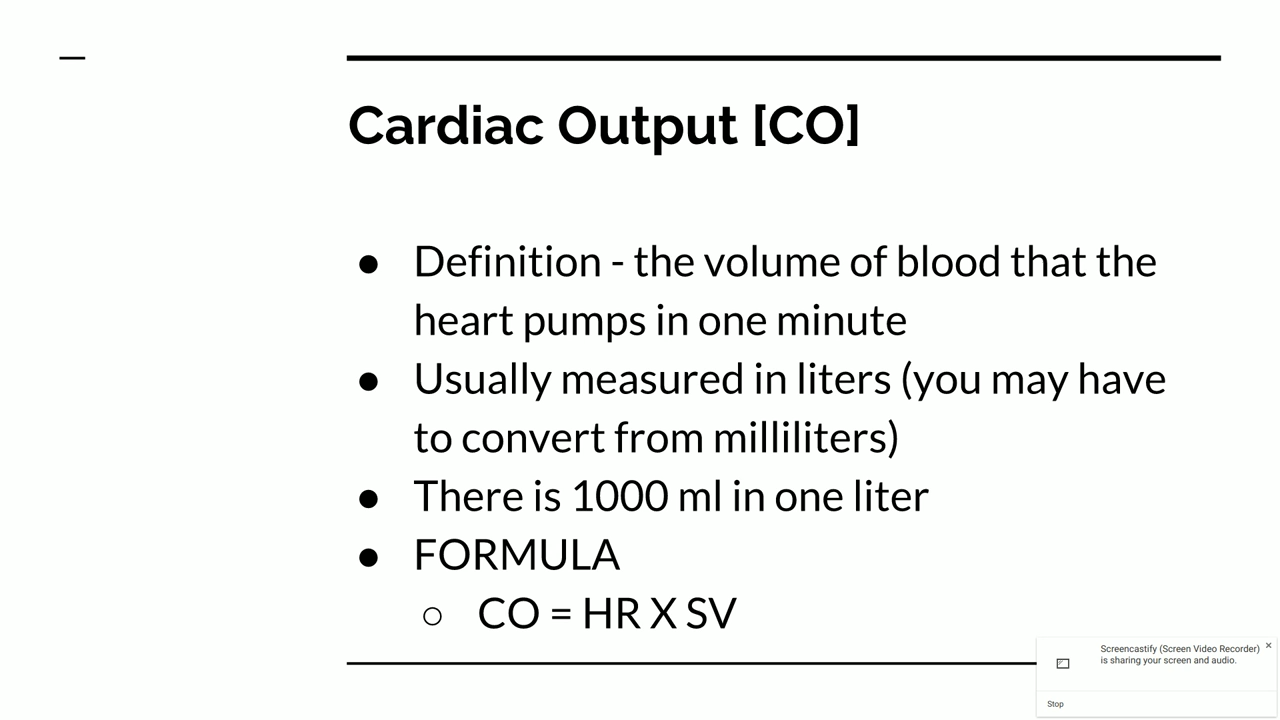 Cardiac Output [CO]
● Definition - the volume of blood that the
heart pumps in one minute
● Usually measured in liters (you may have
to convert from milliliters)
● There is 1000 ml in one liter
● FORMULA
○ CO = HR X SV
Screencastify (Screen Video Recorder)
is sharing your screen and audio.
Stop